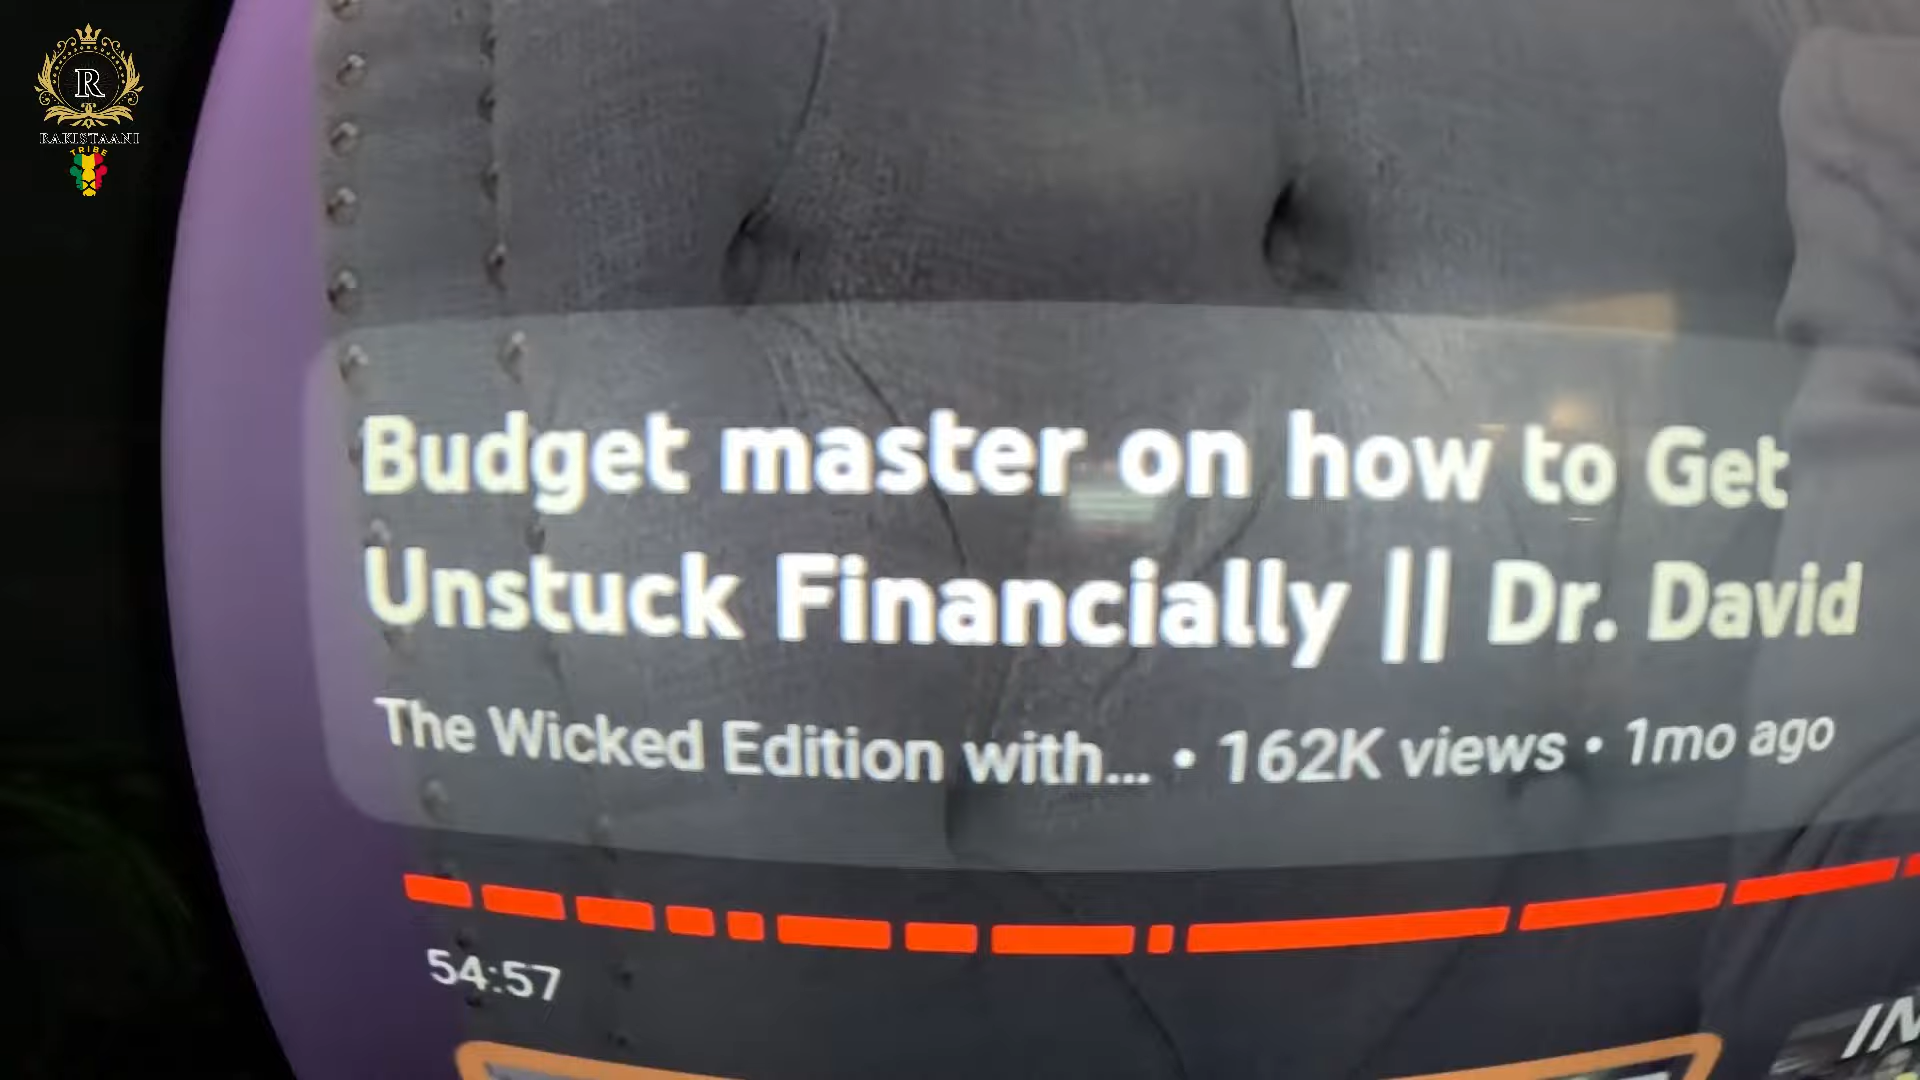 R
RAKISTAANI
TRIBE
Budget master on how to Get
Unstuck Financially || Dr. David
The Wicked Edition with... • 162K views • 1mo ago
54:57